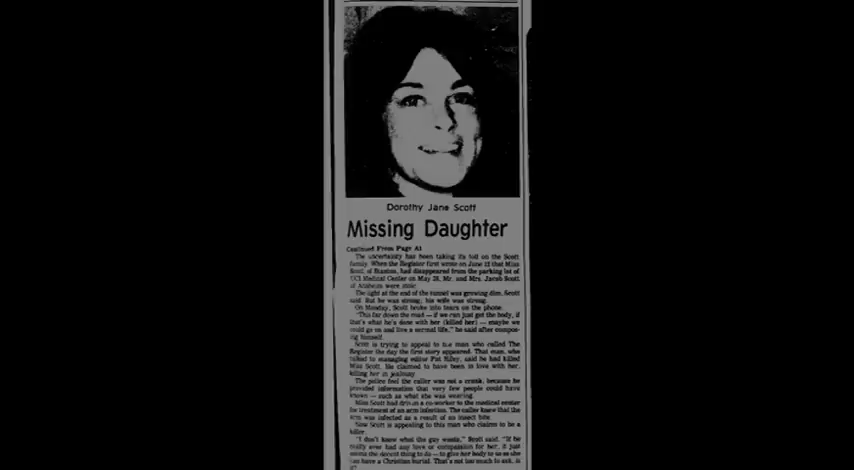 Dorothy Jane Scott
Missing Daughter
Continued From Page A1
The uncertainty has been taking its toll on the Scott
family. When the Register first wrote on June 12 that Miss
Scott, of Stanton, had disappeared from the parking lot of
UCI Medical Center on May 28, Mr. and Mrs. Jacob Scott
of Anaheim were stoic.
The light at the end of the tunnel was growing dim, Scott
said. But he was strong; his wife was strong.
On Monday, Scott broke into tears on the phone.
"This far down the road — if we can just get the body, if
that's what he's done with her (killed her) — maybe we
could go on and live a normal life," he said after compos-
ing himself.
Scott is trying to appeal to the man who called The
Register the day the first story appeared. That man, who
talked to managing editor Pat Riley, said he had killed
Miss Scott. He claimed to have been in love with her,
killing her in jealousy.
The police feel the caller was not a crank, because he
provided information that very few people could have
known — such as what she was wearing.
Miss Scott had driven a co-worker to the medical center
for treatment of an arm infection. The caller knew that the
arm was infected as a result of an insect bite.
Now Scott is appealing to this man who claims to be a
killer.
"I don't know what the guy wants," Scott said. "If he
really ever had any love or compassion for her, it just
seems the decent thing to do — to give her body to us so she
can have a Christian burial. That's not too much to ask, is
it?"